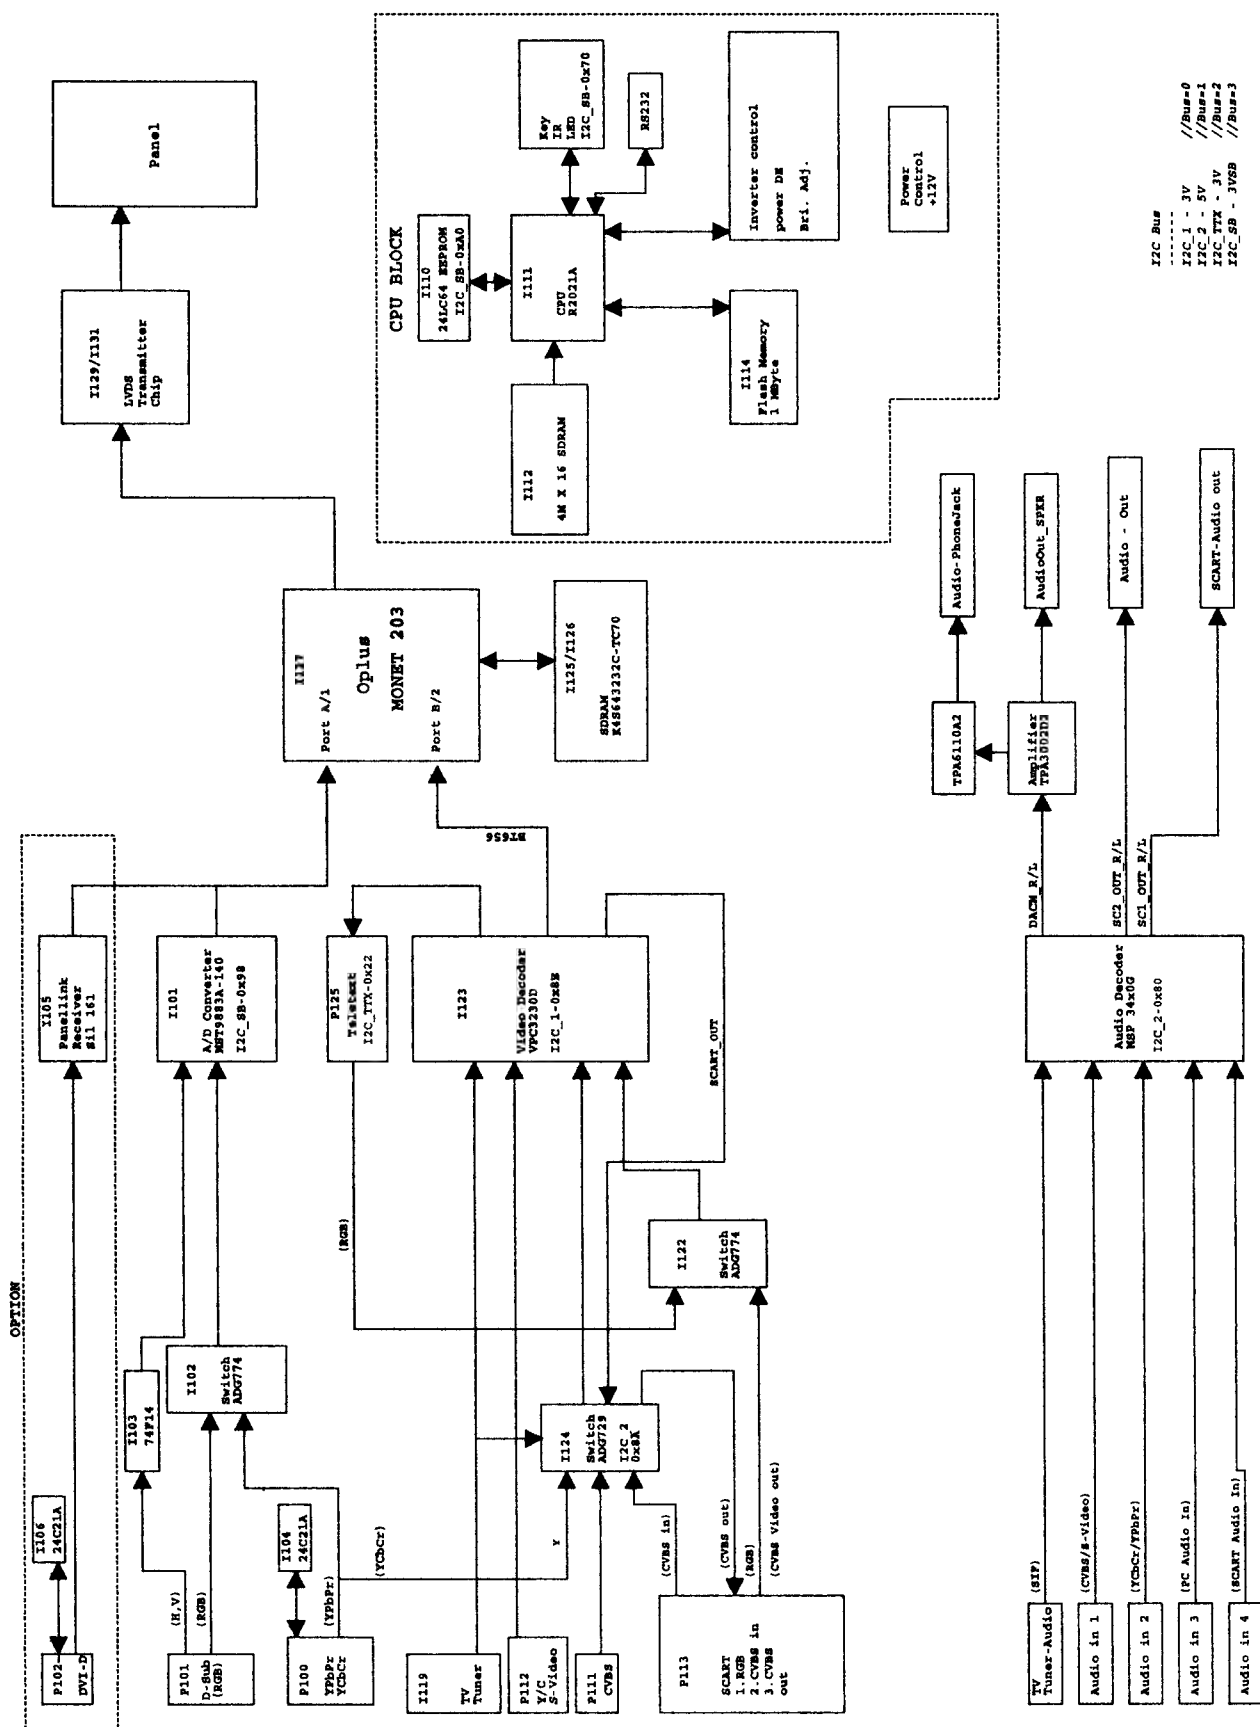 OPTION
I106
24C21A
P102
DVI-D
I105
Panellink
Receiver
Sil 161
P101
D-Sub
(RGB)
(H,V)
(RGB)
I103
74F14
I102
Switch
ADG774
I101
A/D Converter
MST9883A-140
I2C_SB-0x98
P100
YPbPr
YCbCr
I104
24C21A
(YPbPr)
(YCbCr)
Y
P125
Teletext
I2C_TTX-0x22
(RGB)
I119
TV
Tuner
P112
Y/C
S-Video
P111
CVBS
P113
SCART
1.RGB
2.CVBS in
3.CVBS
out
(CVBS in)
(CVBS out)
(RGB)
(CVBS Video out)
I124
Switch
ADG729
I2C_2
0x8A
I122
Switch
ADG774
I123
Video Decoder
VPC3230D
I2C_1-0x8E
SCART_OUT
BT656
I127
Port A/1
Oplus
MONET 203
Port B/2
I125/I126
SDRAM
K4S643232C-TC70
I129/I131
LVDS
Transmitter
Chip
Panel
CPU BLOCK
I110
24LC64 EEPROM
I2C_SB-0xA0
I111
CPU
R2021A
I112
4M X 16 SDRAM
Key
IR
LED
I2C_SB-0x70
RS232
I114
Flash Memory
1 MByte
Inverter control
power DE
Bri. Adj.
Power
Control
+12V
TV
Tuner-Audio
(SIF)
Audio in 1
(CVBS/S-Video)
Audio in 2
(YCbCr/YPbPr)
Audio in 3
(PC Audio In)
Audio in 4
(SCART Audio In)
Audio Decoder
MSP 34x0G
I2C_2-0x80
DACM_R/L
SC2_OUT_R/L
SC1_OUT_R/L
TPA6110A2
Amplifier
TPA3002D2
Audio-PhoneJack
AudioOut_SPKR
Audio - Out
SCART-Audio out
I2C Bus
-------
I2C_1 - 3V //Bus=0
I2C_2 - 5V //Bus=1
I2C_TTX - 3V //Bus=2
I2C_SB - 3VSB //Bus=3